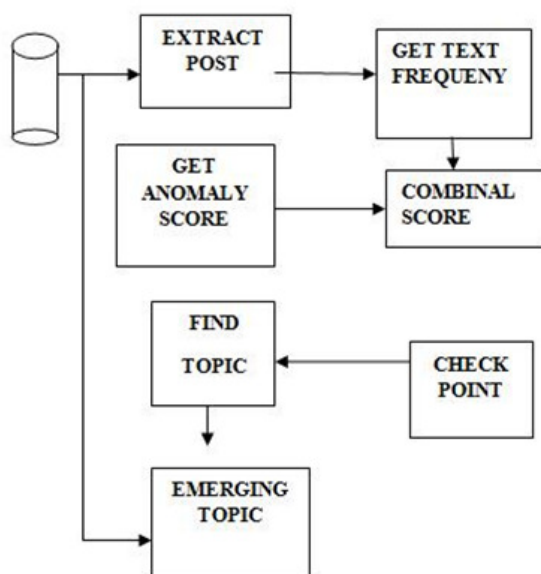 EXTRACT
POST
GET TEXT
FREQUENY
GET
ANOMALY
SCORE
COMBINAL
SCORE
FIND
TOPIC
CHECK
POINT
EMERGING
TOPIC